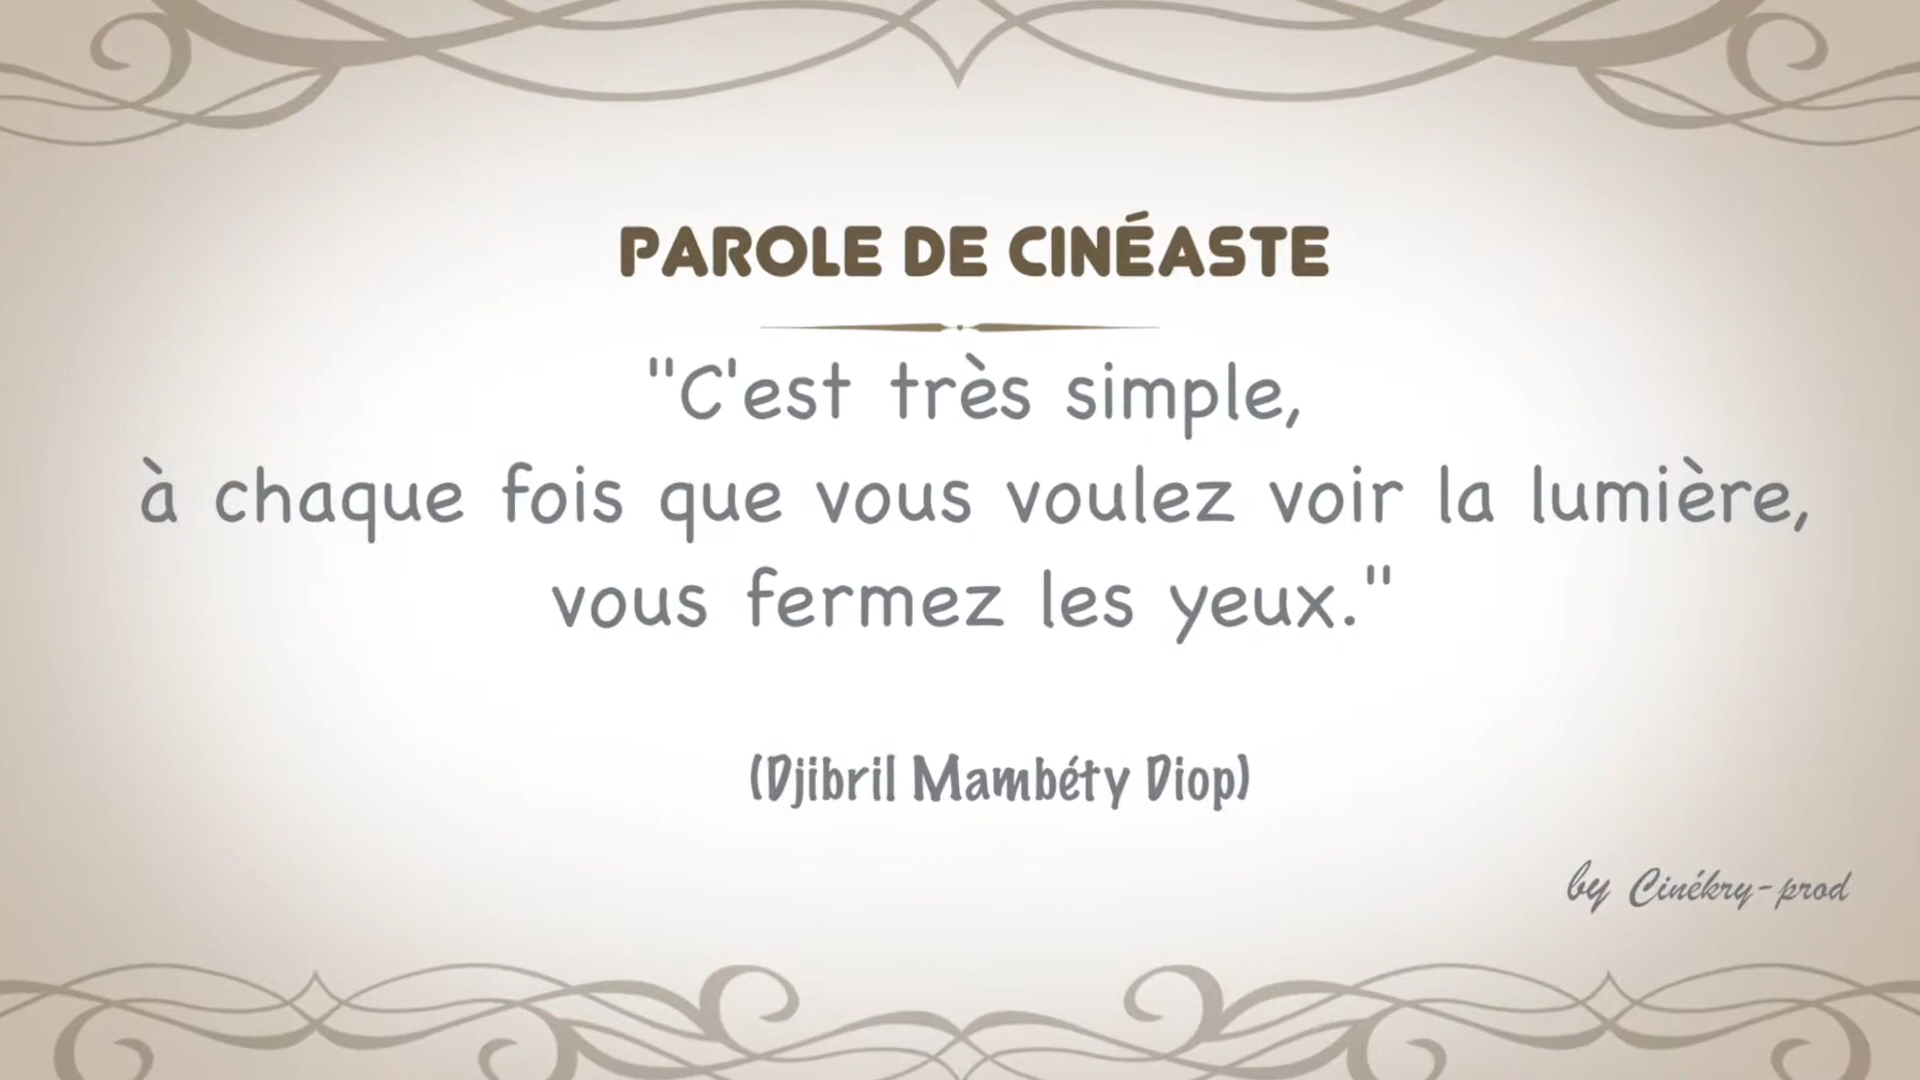 PAROLE DE CINÉASTE
"C'est très simple,
à chaque fois que vous voulez voir la lumière,
vous fermez les yeux."
(Djibril Mambéty Diop)
by Cinékry-prod